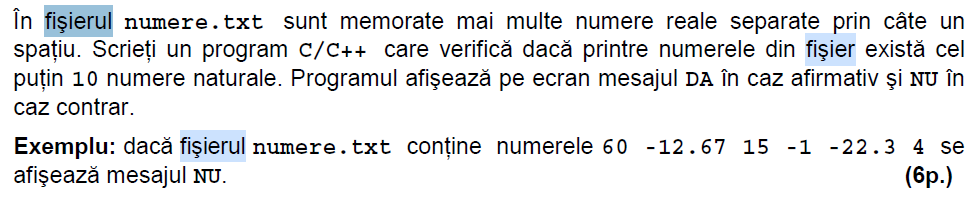 În fişierul numere.txt sunt memorate mai multe numere reale separate prin câte un
spaţiu. Scrieţi un program C/C++ care verifică dacă printre numerele din fişier există cel
puţin 10 numere naturale. Programul afişează pe ecran mesajul DA în caz afirmativ şi NU în
caz contrar.
Exemplu: dacă fişierul numere.txt conţine numerele 60 -12.67 15 -1 -22.3 4 se
afişează mesajul NU. (6p.)